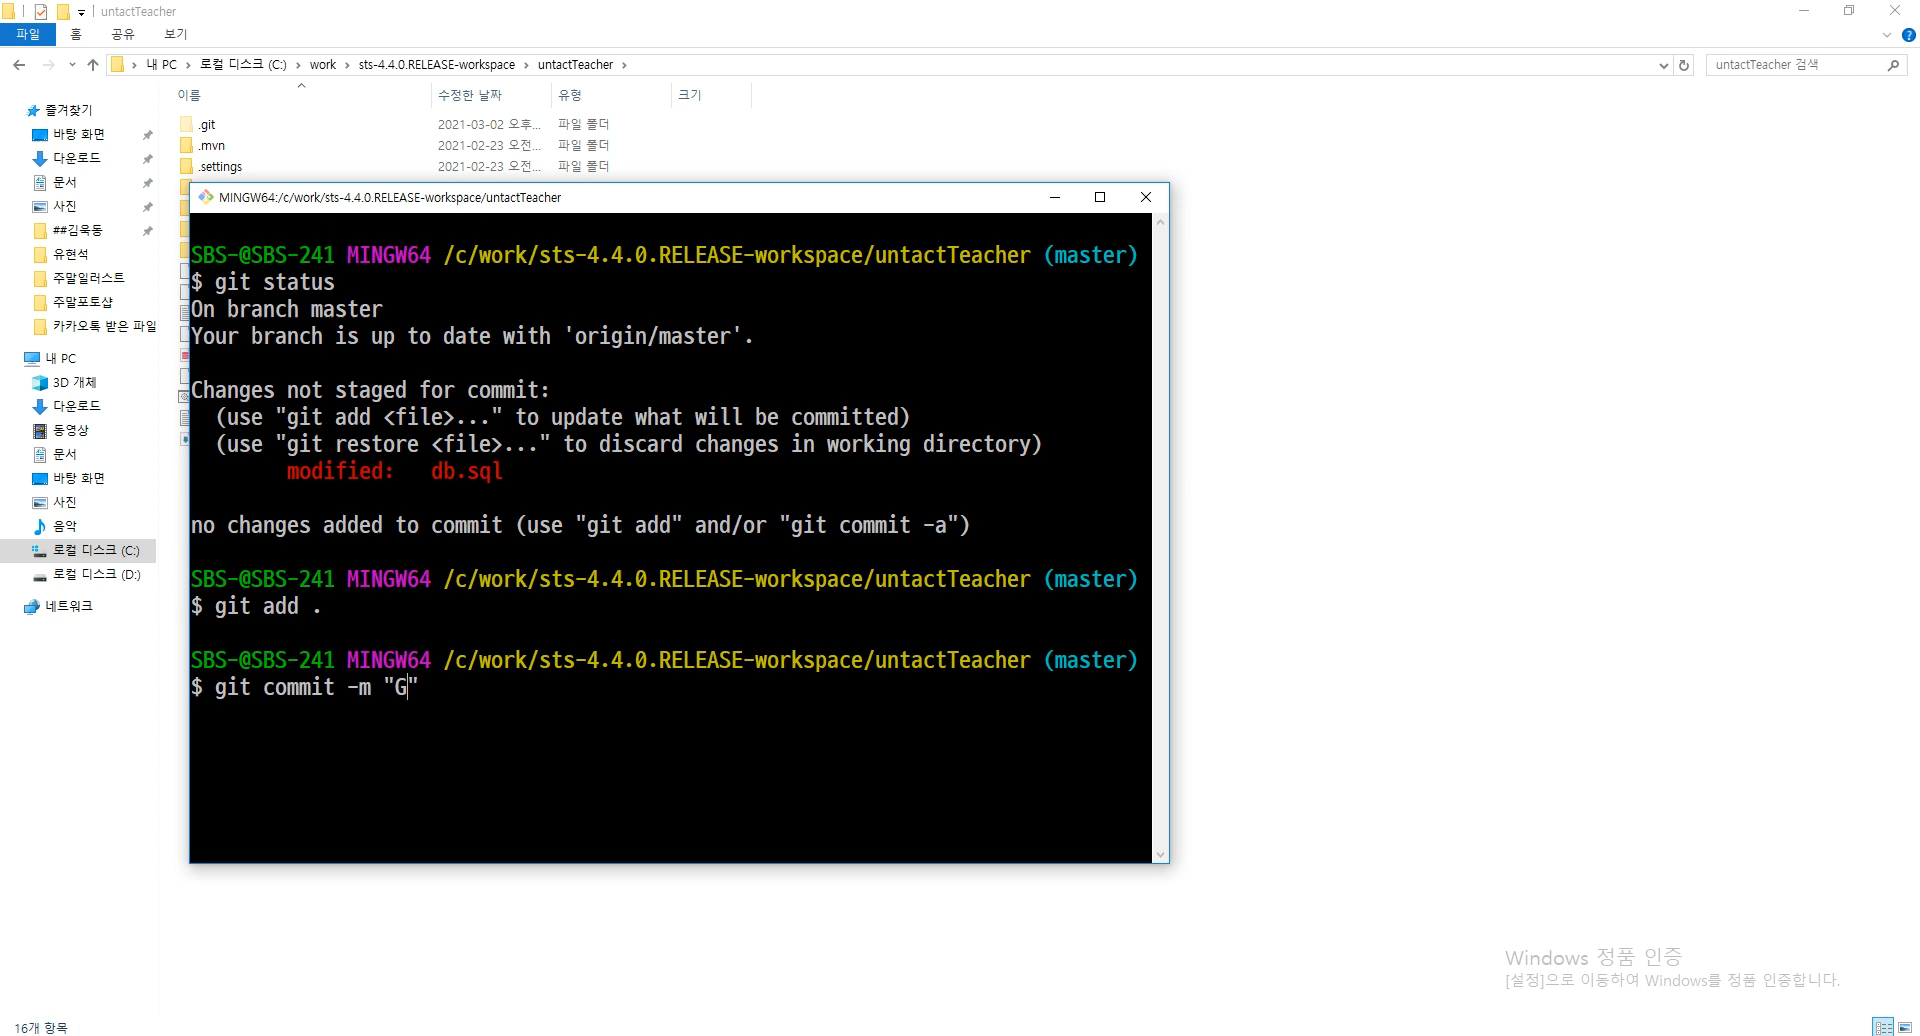 untactTeacher
파일 홈 공유 보기
내 PC › 로컬 디스크 (C:) › work › sts-4.4.0.RELEASE-workspace › untactTeacher ›
untactTeacher 검색
이름 수정한 날짜 유형 크기
.git 2021-03-02 오후... 파일 폴더
.mvn 2021-02-23 오전... 파일 폴더
.settings 2021-02-23 오전... 파일 폴더
즐겨찾기
바탕 화면
다운로드
문서
사진
##김욱동
유현석
주말일러스트
주말포토샵
카카오톡 받은 파일
내 PC
3D 개체
다운로드
동영상
문서
바탕 화면
사진
음악
로컬 디스크 (C:)
로컬 디스크 (D:)
네트워크
MINGW64:/c/work/sts-4.4.0.RELEASE-workspace/untactTeacher
SBS-@SBS-241 MINGW64 /c/work/sts-4.4.0.RELEASE-workspace/untactTeacher (master)
$ git status
On branch master
Your branch is up to date with 'origin/master'.
Changes not staged for commit:
(use "git add <file>..." to update what will be committed)
(use "git restore <file>..." to discard changes in working directory)
modified: db.sql
no changes added to commit (use "git add" and/or "git commit -a")
SBS-@SBS-241 MINGW64 /c/work/sts-4.4.0.RELEASE-workspace/untactTeacher (master)
$ git add .
SBS-@SBS-241 MINGW64 /c/work/sts-4.4.0.RELEASE-workspace/untactTeacher (master)
$ git commit -m "G"
Windows 정품 인증
[설정]으로 이동하여 Windows를 정품 인증합니다.
16개 항목